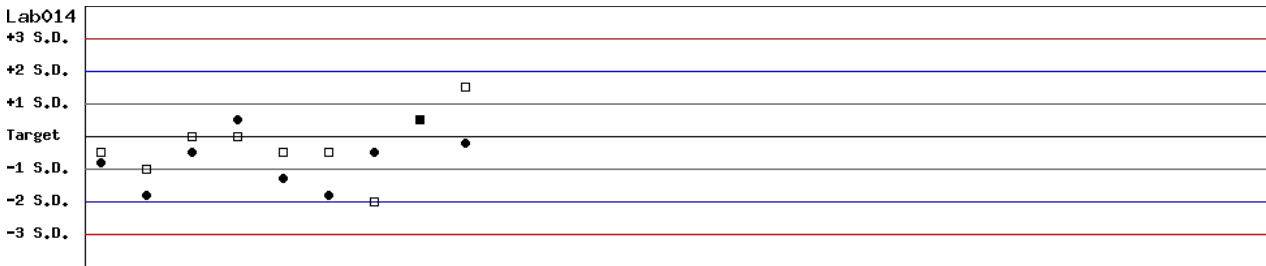 Lab014
+3 S.D.
+2 S.D.
+1 S.D.
Target
-1 S.D.
-2 S.D.
-3 S.D.